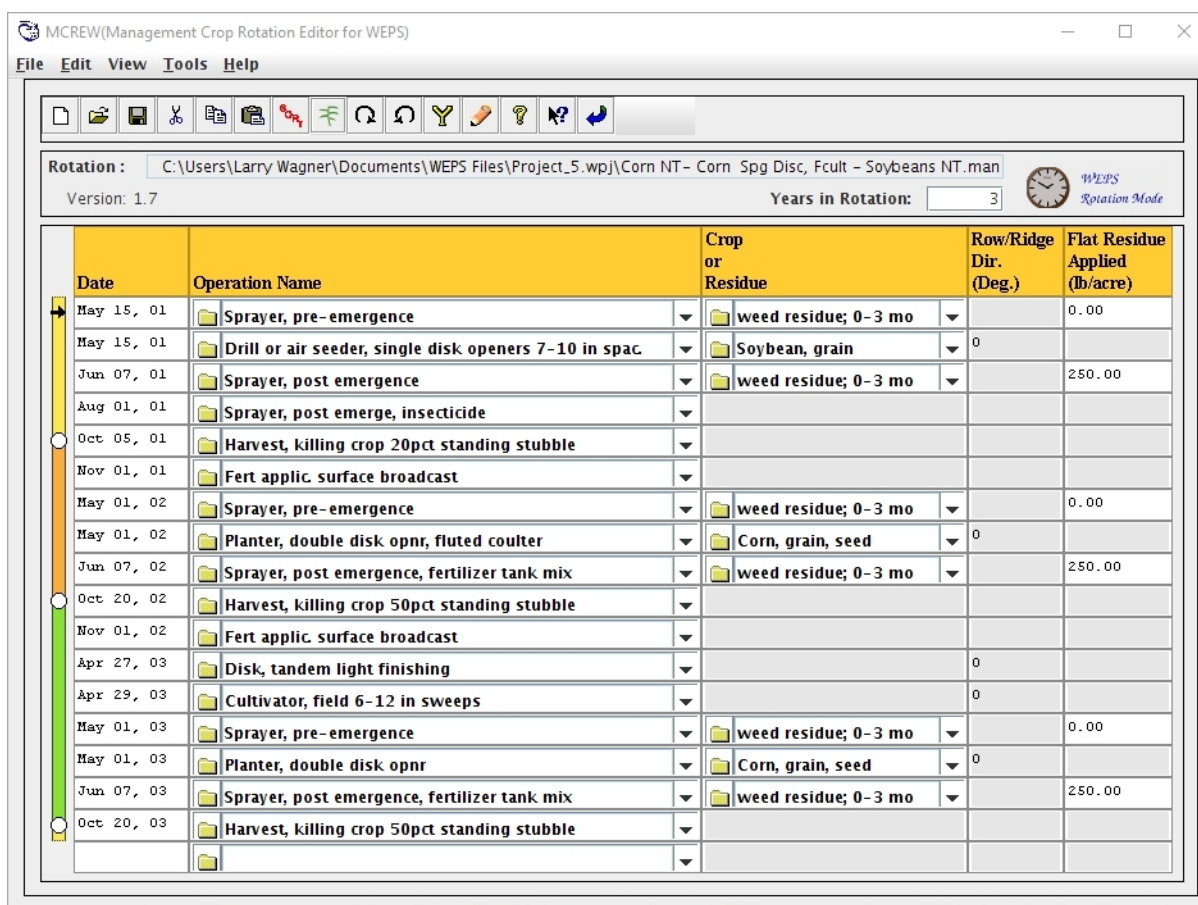 MCREW(Management Crop Rotation Editor for WEPS)
File Edit View Tools Help
SORT
Rotation : C:\Users\Larry Wagner\Documents\WEPS Files\Project_5.wpj\Corn NT- Corn Spg Disc, Fcult - Soybeans NT.man
Version: 1.7 Years in Rotation: 3
WEPS
Rotation Mode
Date Operation Name Crop or Residue Row/Ridge Dir. (Deg.) Flat Residue Applied (lb/acre)
May 15, 01 Sprayer, pre-emergence weed residue; 0-3 mo 0.00
May 15, 01 Drill or air seeder, single disk openers 7-10 in spac. Soybean, grain 0
Jun 07, 01 Sprayer, post emergence weed residue; 0-3 mo 250.00
Aug 01, 01 Sprayer, post emerge, insecticide
Oct 05, 01 Harvest, killing crop 20pct standing stubble
Nov 01, 01 Fert applic. surface broadcast
May 01, 02 Sprayer, pre-emergence weed residue; 0-3 mo 0.00
May 01, 02 Planter, double disk opnr, fluted coulter Corn, grain, seed 0
Jun 07, 02 Sprayer, post emergence, fertilizer tank mix weed residue; 0-3 mo 250.00
Oct 20, 02 Harvest, killing crop 50pct standing stubble
Nov 01, 02 Fert applic. surface broadcast
Apr 27, 03 Disk, tandem light finishing 0
Apr 29, 03 Cultivator, field 6-12 in sweeps 0
May 01, 03 Sprayer, pre-emergence weed residue; 0-3 mo 0.00
May 01, 03 Planter, double disk opnr Corn, grain, seed 0
Jun 07, 03 Sprayer, post emergence, fertilizer tank mix weed residue; 0-3 mo 250.00
Oct 20, 03 Harvest, killing crop 50pct standing stubble